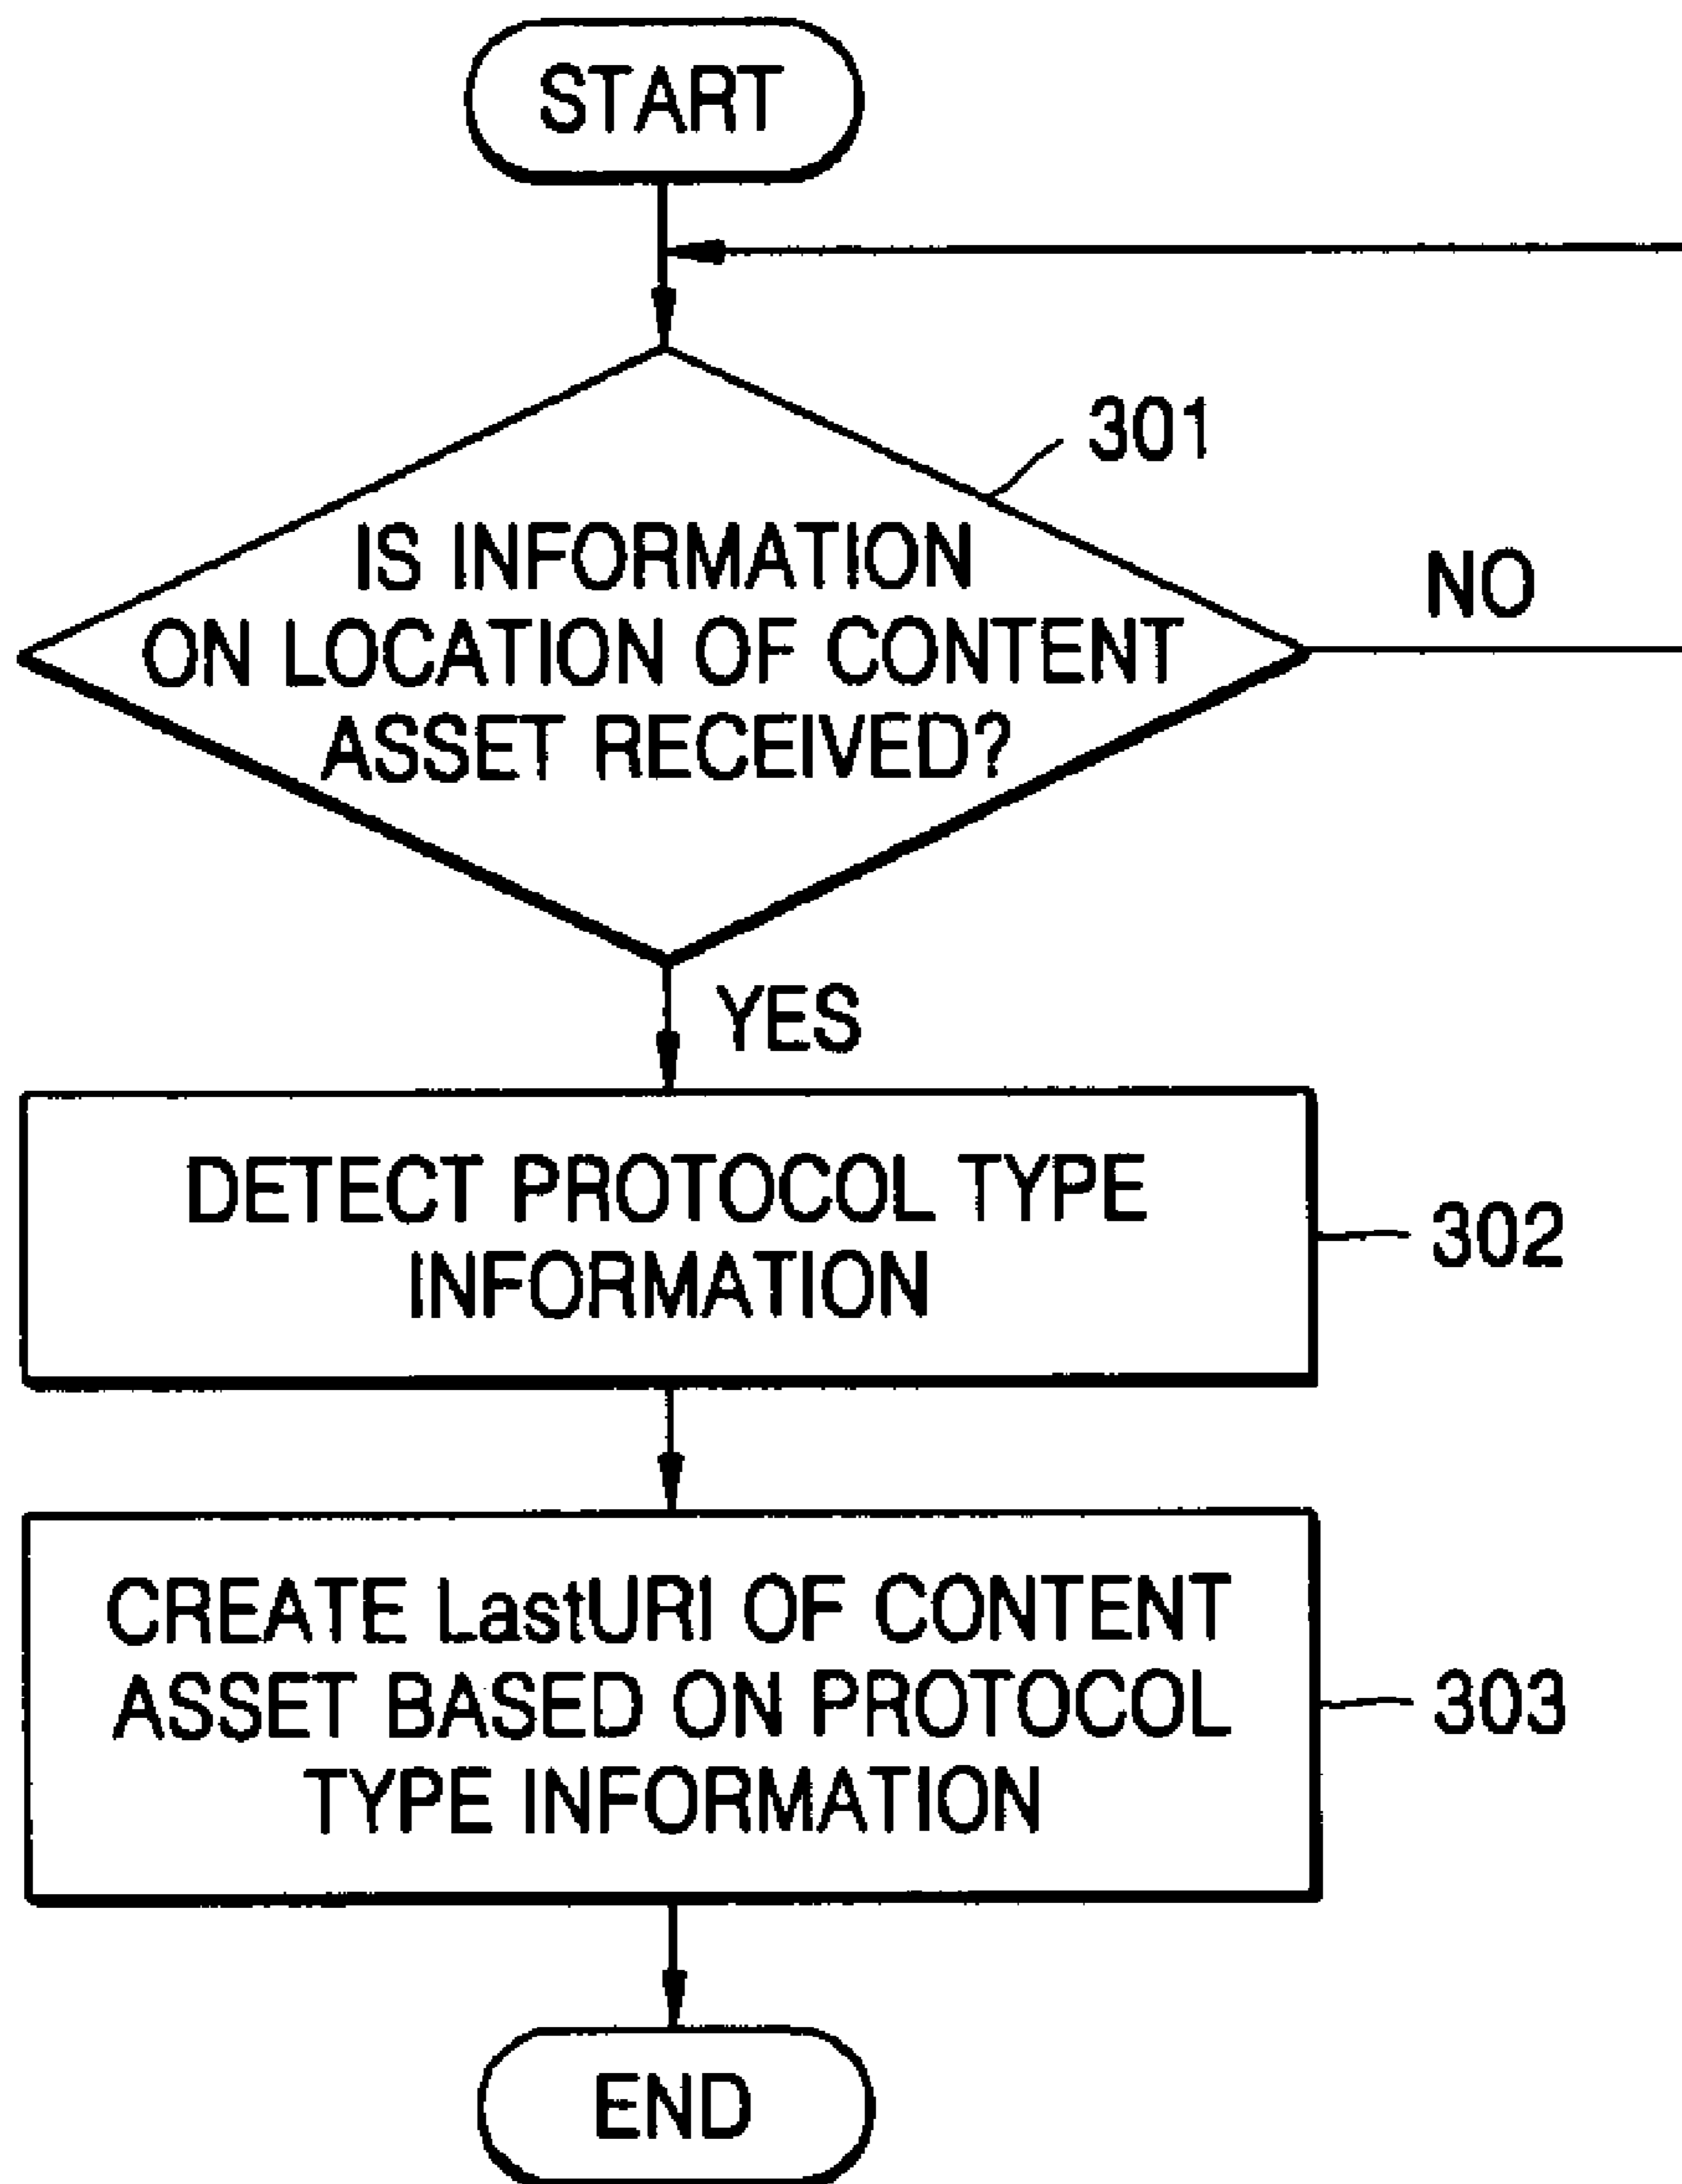 START
301
IS INFORMATION
ON LOCATION OF CONTENT
ASSET RECEIVED?
NO
YES
DETECT PROTOCOL TYPE
INFORMATION
302
CREATE LastURI OF CONTENT
ASSET BASED ON PROTOCOL
TYPE INFORMATION
303
END